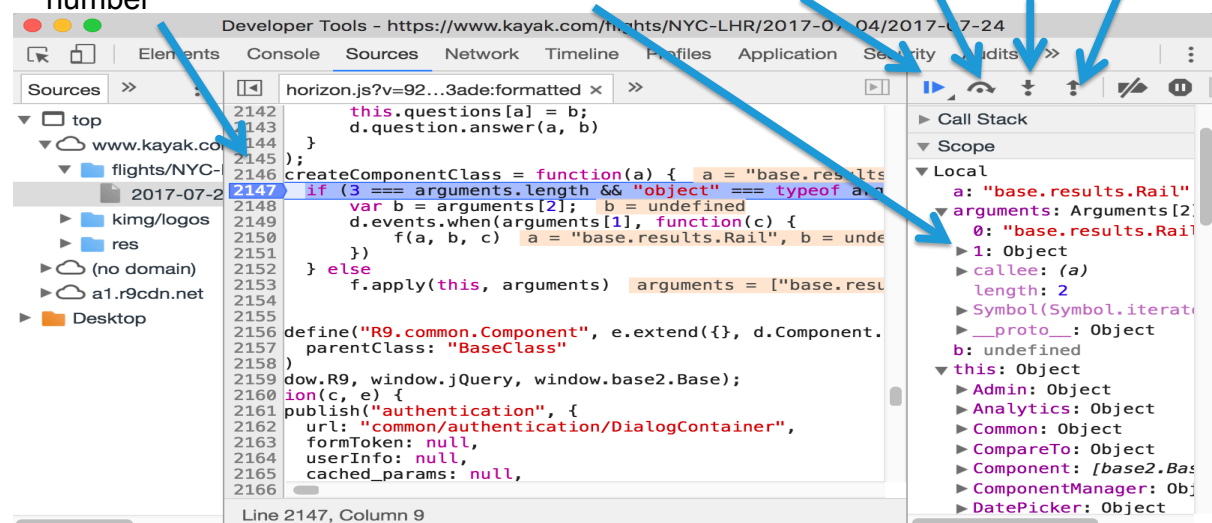 number
Developer Tools - https://www.kayak.com/flights/NYC-LHR/2017-07-04/2017-07-24
Elements Console Sources Network Timeline Profiles Application Security Audits »
Sources »
horizon.js?v=92...3ade:formatted × »
top
www.kayak.co
flights/NYC-
2017-07-2
kimg/logos
res
(no domain)
a1.r9cdn.net
Desktop
2142 this.questions[a] = b;
2143 d.question.answer(a, b)
2144 }
2145 );
2146 createComponentClass = function(a) { a = "base.results
2147 if (3 === arguments.length && "object" === typeof arg
2148 var b = arguments[2]; b = undefined
2149 d.events.when(arguments[1], function(c) {
2150 f(a, b, c) a = "base.results.Rail", b = unde
2151 })
2152 } else
2153 f.apply(this, arguments) arguments = ["base.resu
2154
2155
2156 define("R9.common.Component", e.extend({}, d.Component.
2157 parentClass: "BaseClass"
2158 )
2159 dow.R9, window.jQuery, window.base2.Base);
2160 ion(c, e) {
2161 publish("authentication", {
2162 url: "common/authentication/DialogContainer",
2163 formToken: null,
2164 userInfo: null,
2165 cached_params: null,
2166
Line 2147, Column 9
Call Stack
Scope
Local
a: "base.results.Rail"
arguments: Arguments[2]
0: "base.results.Rail
1: Object
callee: (a)
length: 2
Symbol(Symbol.iterat
__proto__: Object
b: undefined
this: Object
Admin: Object
Analytics: Object
Common: Object
CompareTo: Object
Component: [base2.Bas
ComponentManager: Obj
DatePicker: Object